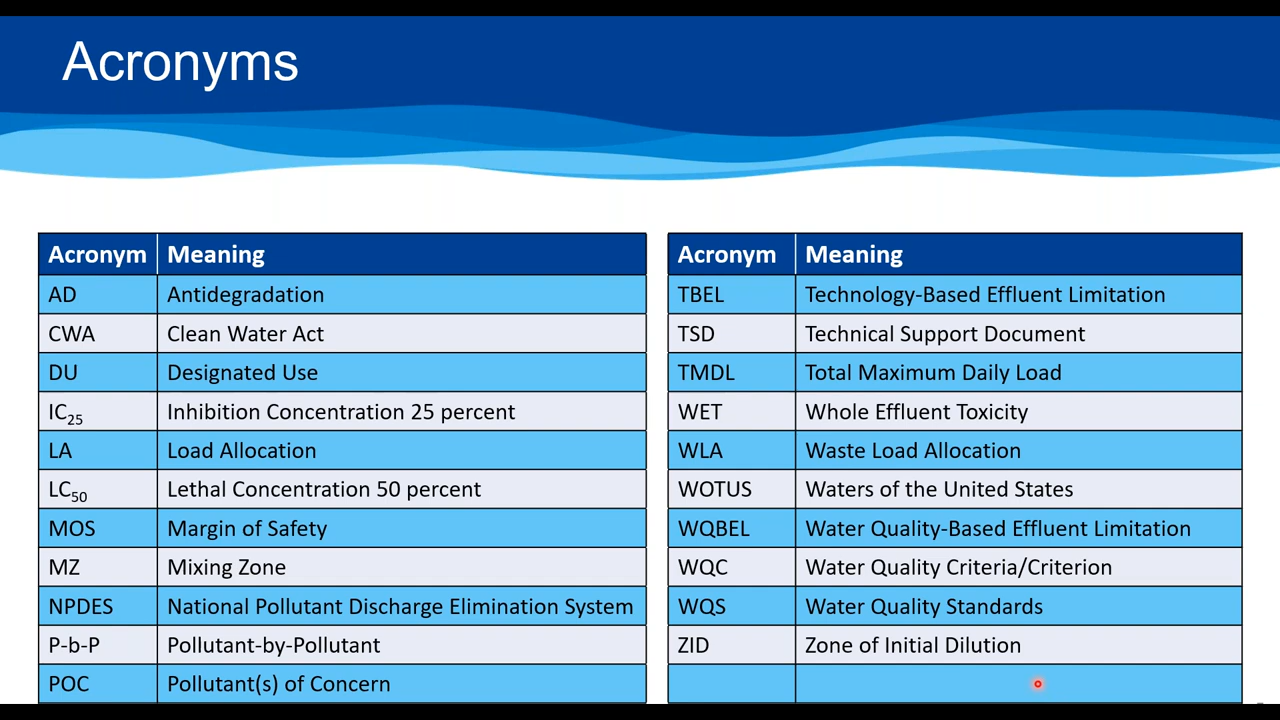 Acronyms
Acronym Meaning
AD Antidegradation
CWA Clean Water Act
DU Designated Use
IC25 Inhibition Concentration 25 percent
LA Load Allocation
LC50 Lethal Concentration 50 percent
MOS Margin of Safety
MZ Mixing Zone
NPDES National Pollutant Discharge Elimination System
P-b-P Pollutant-by-Pollutant
POC Pollutant(s) of Concern
Acronym Meaning
TBEL Technology-Based Effluent Limitation
TSD Technical Support Document
TMDL Total Maximum Daily Load
WET Whole Effluent Toxicity
WLA Waste Load Allocation
WOTUS Waters of the United States
WQBEL Water Quality-Based Effluent Limitation
WQC Water Quality Criteria/Criterion
WQS Water Quality Standards
ZID Zone of Initial Dilution